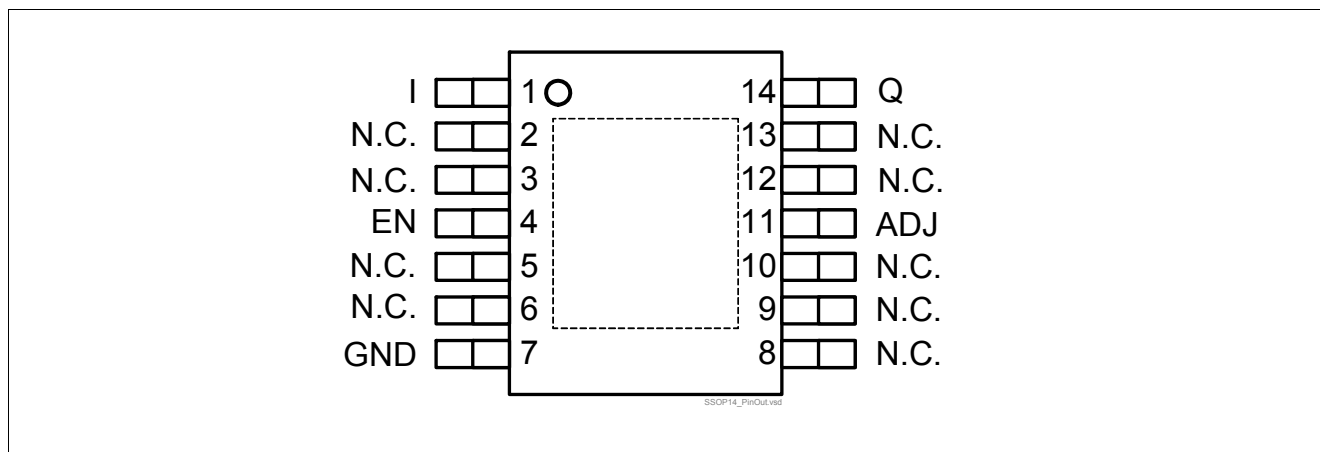 I 1 14 Q
N.C. 2 13 N.C.
N.C. 3 12 N.C.
EN 4 11 ADJ
N.C. 5 10 N.C.
N.C. 6 9 N.C.
GND 7 8 N.C.
SSOP14_PinOut.vsd